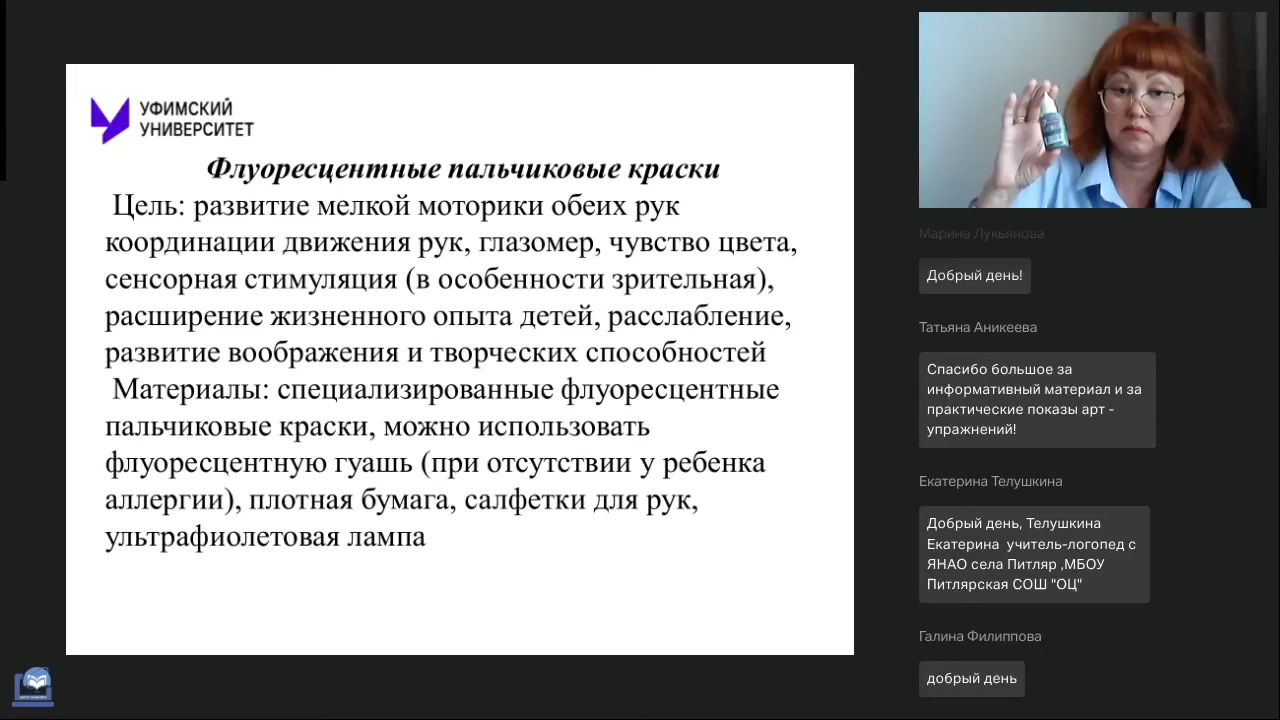 УФИМСКИЙ
УНИВЕРСИТЕТ
Флуоресцентные пальчиковые краски
Цель: развитие мелкой моторики обеих рук
координации движения рук, глазомер, чувство цвета,
сенсорная стимуляция (в особенности зрительная),
расширение жизненного опыта детей, расслабление,
развитие воображения и творческих способностей
Материалы: специализированные флуоресцентные
пальчиковые краски, можно использовать
флуоресцентную гуашь (при отсутствии у ребенка
аллергии), плотная бумага, салфетки для рук,
ультрафиолетовая лампа
Марина Лукьянова
Добрый день!
Татьяна Аникеева
Спасибо большое за
информативный материал и за
практические показы арт -
упражнений!
Екатерина Телушкина
Добрый день, Телушкина
Екатерина  учитель-логопед с
ЯНАО села Питляр ,МБОУ
Питлярская СОШ "ОЦ"
Галина Филиппова
добрый день